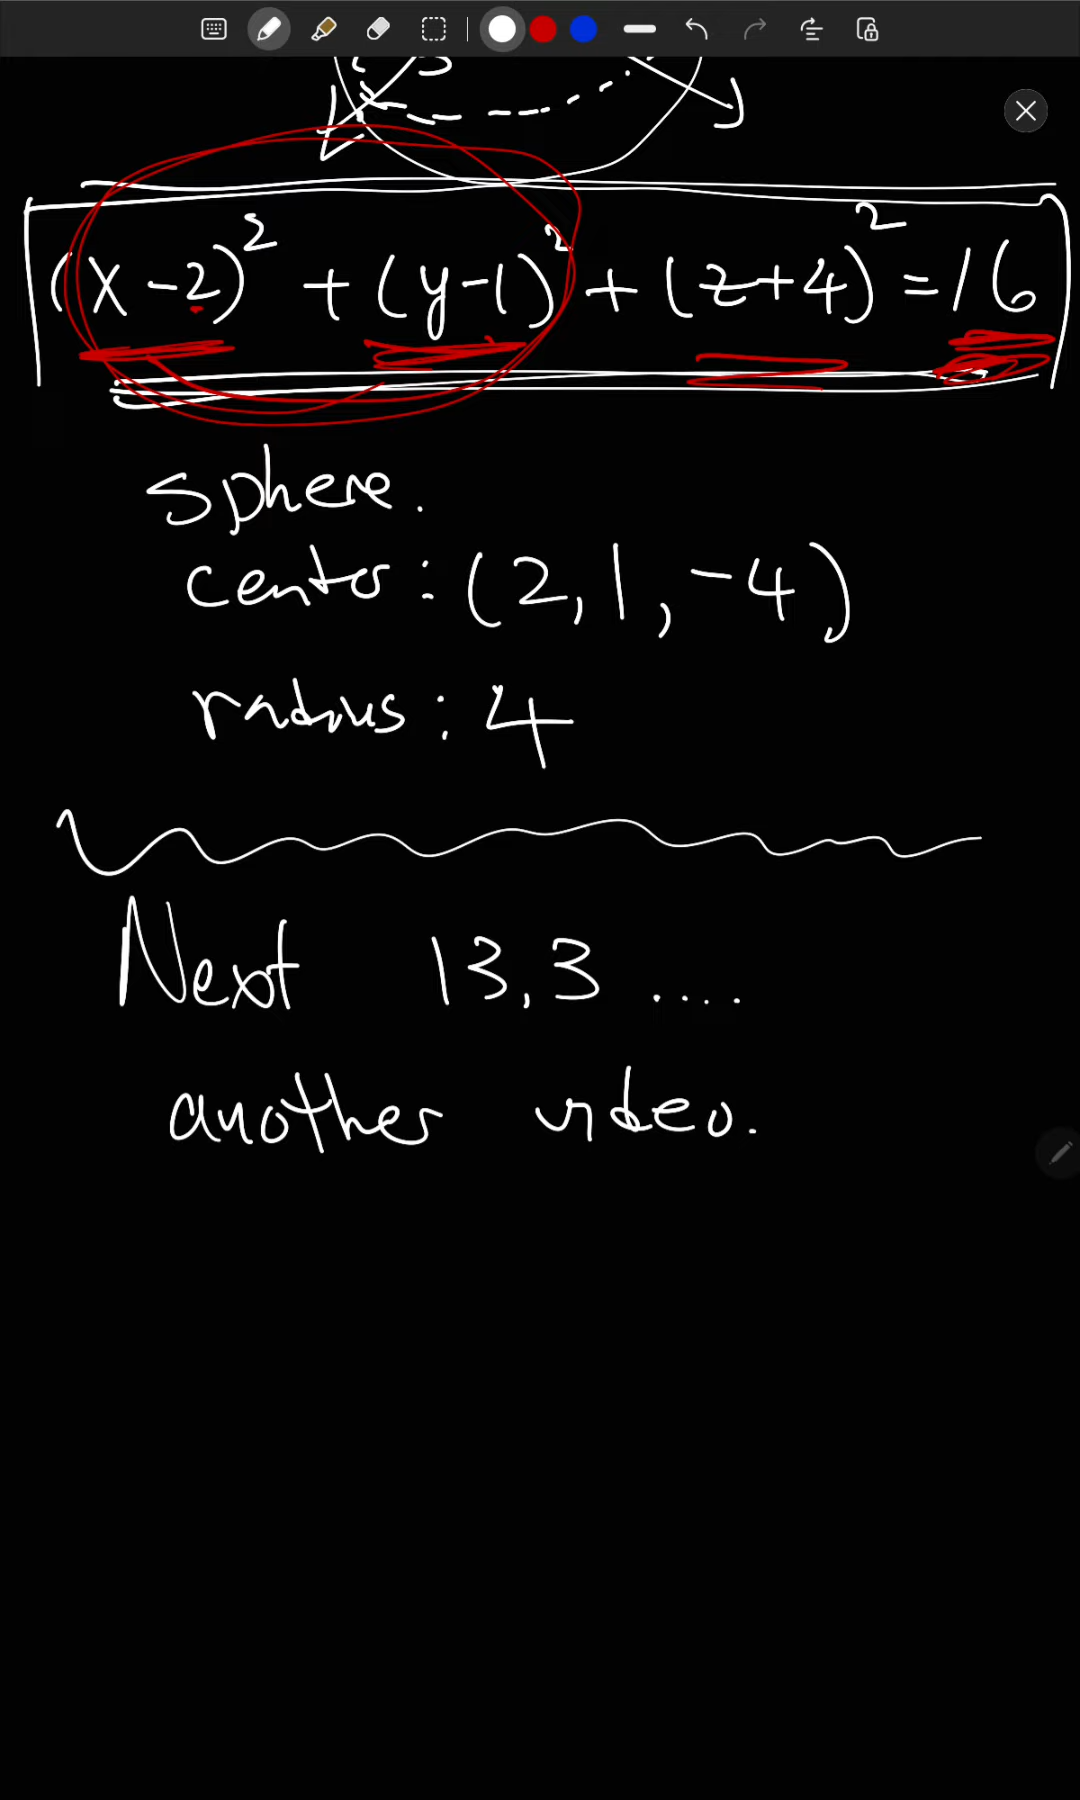 (x-2)² + (y-1)² + (z+4)² = 16
sphere.
center : (2, 1, -4)
radius : 4
Next 13,3 ....
another video.